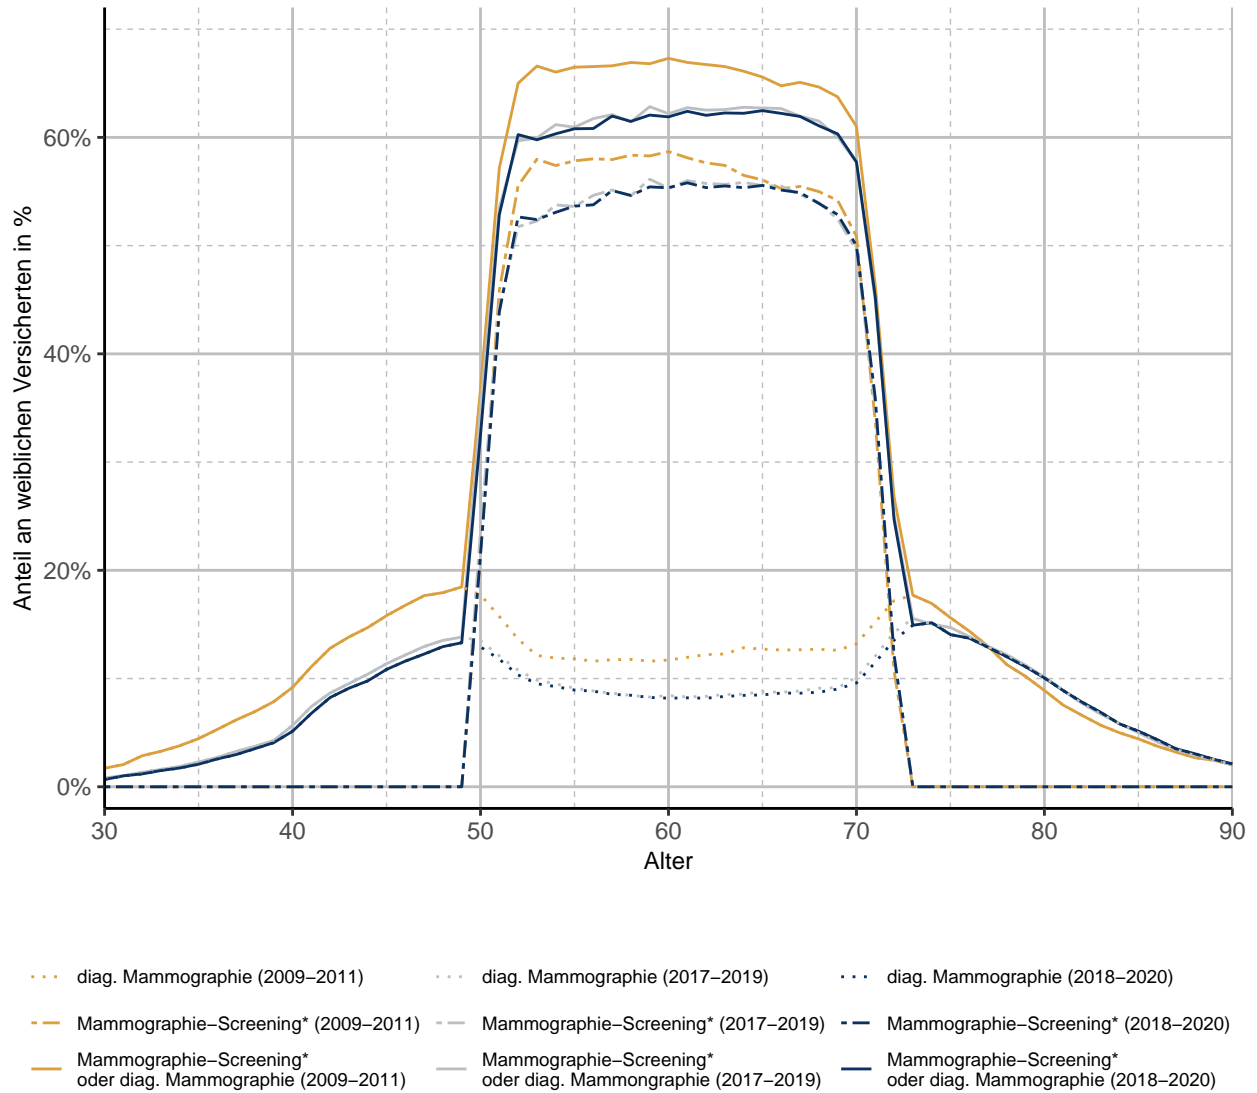 Anteil an weiblichen Versicherten in %
60%
40%
20%
0%
30 40 50 60 70 80 90
Alter
diag. Mammographie (2009–2011)
diag. Mammographie (2017–2019)
diag. Mammographie (2018–2020)
Mammographie–Screening* (2009–2011)
Mammographie–Screening* (2017–2019)
Mammographie–Screening* (2018–2020)
Mammographie–Screening*
oder diag. Mammographie (2009–2011)
Mammographie–Screening*
oder diag. Mammongraphie (2017–2019)
Mammographie–Screening*
oder diag. Mammographie (2018–2020)